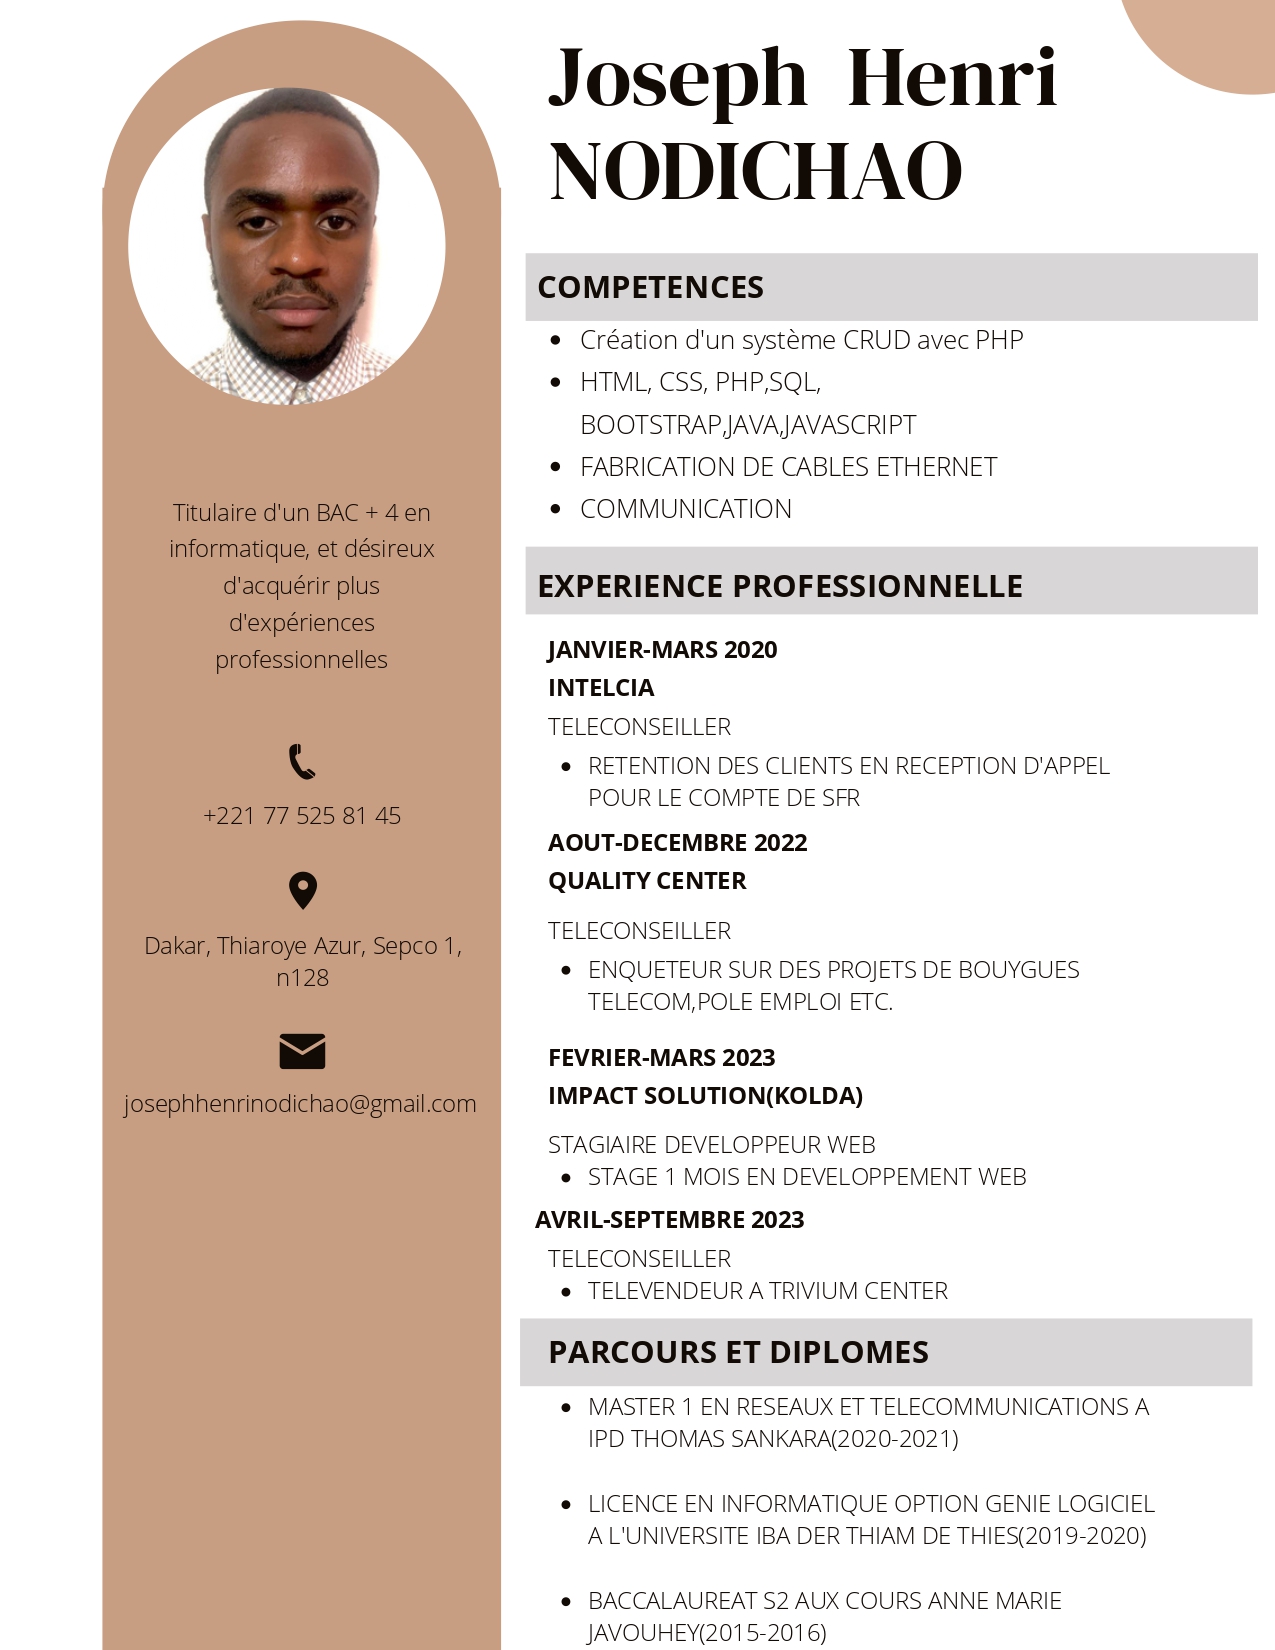 Joseph Henri
NODICHAO
Titulaire d'un BAC + 4 en
informatique, et désireux
d'acquérir plus
d'expériences
professionnelles
+221 77 525 81 45
Dakar, Thiaroye Azur, Sepco 1,
n128
josephhenrinodichao@gmail.com
COMPETENCES
• Création d'un système CRUD avec PHP
• HTML, CSS, PHP,SQL,
BOOTSTRAP,JAVA,JAVASCRIPT
• FABRICATION DE CABLES ETHERNET
• COMMUNICATION
EXPERIENCE PROFESSIONNELLE
JANVIER-MARS 2020
INTELCIA
TELECONSEILLER
• RETENTION DES CLIENTS EN RECEPTION D'APPEL
POUR LE COMPTE DE SFR
AOUT-DECEMBRE 2022
QUALITY CENTER
TELECONSEILLER
• ENQUETEUR SUR DES PROJETS DE BOUYGUES
TELECOM,POLE EMPLOI ETC.
FEVRIER-MARS 2023
IMPACT SOLUTION(KOLDA)
STAGIAIRE DEVELOPPEUR WEB
• STAGE 1 MOIS EN DEVELOPPEMENT WEB
AVRIL-SEPTEMBRE 2023
TELECONSEILLER
• TELEVENDEUR A TRIVIUM CENTER
PARCOURS ET DIPLOMES
• MASTER 1 EN RESEAUX ET TELECOMMUNICATIONS A
IPD THOMAS SANKARA(2020-2021)
• LICENCE EN INFORMATIQUE OPTION GENIE LOGICIEL
A L'UNIVERSITE IBA DER THIAM DE THIES(2019-2020)
• BACCALAUREAT S2 AUX COURS ANNE MARIE
JAVOUHEY(2015-2016)